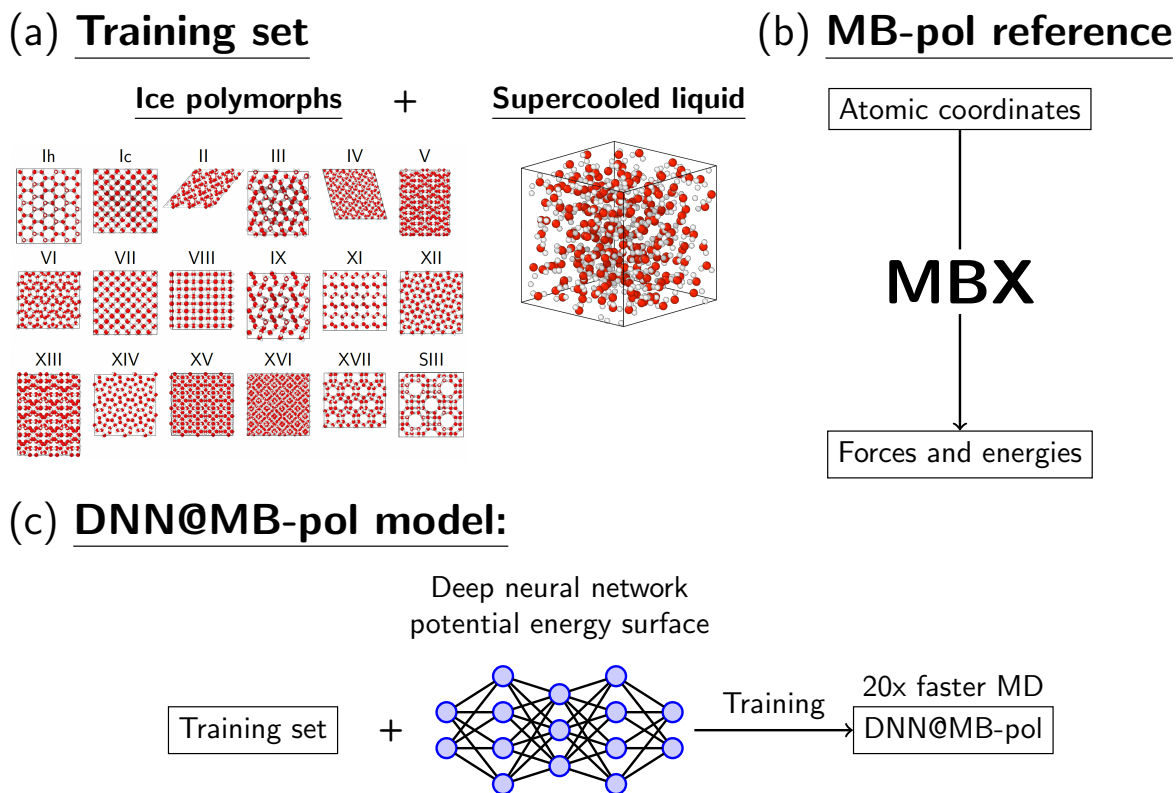 (a) Training set
(b) MB-pol reference
Ice polymorphs + Supercooled liquid
Ih Ic II III IV V
VI VII VIII IX XI XII
XIII XIV XV XVI XVII SIII
Atomic coordinates
MBX
Forces and energies
(c) DNN@MB-pol model:
Deep neural network
potential energy surface
Training set +
Training
20x faster MD
DNN@MB-pol